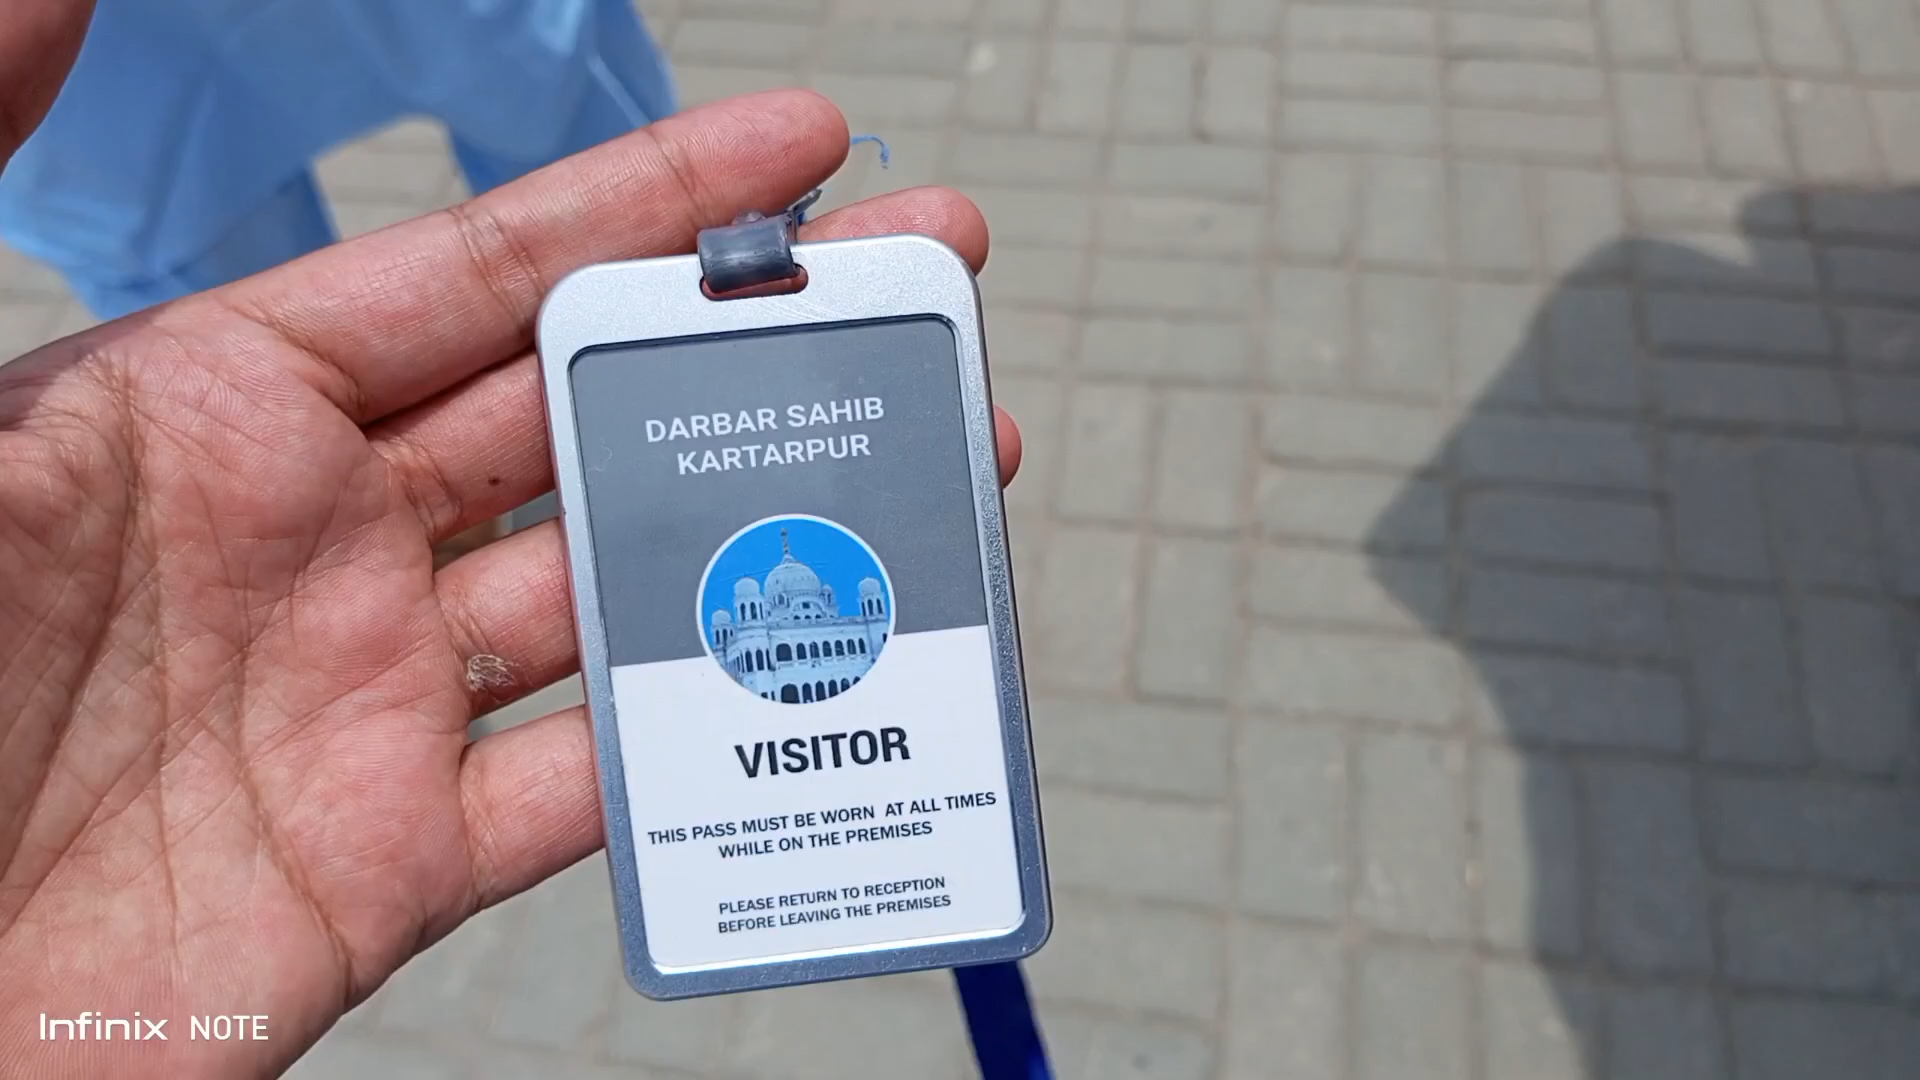 DARBAR SAHIB
KARTARPUR
VISITOR
THIS PASS MUST BE WORN AT ALL TIMES
WHILE ON THE PREMISES
PLEASE RETURN TO RECEPTION
BEFORE LEAVING THE PREMISES
Infinix NOTE